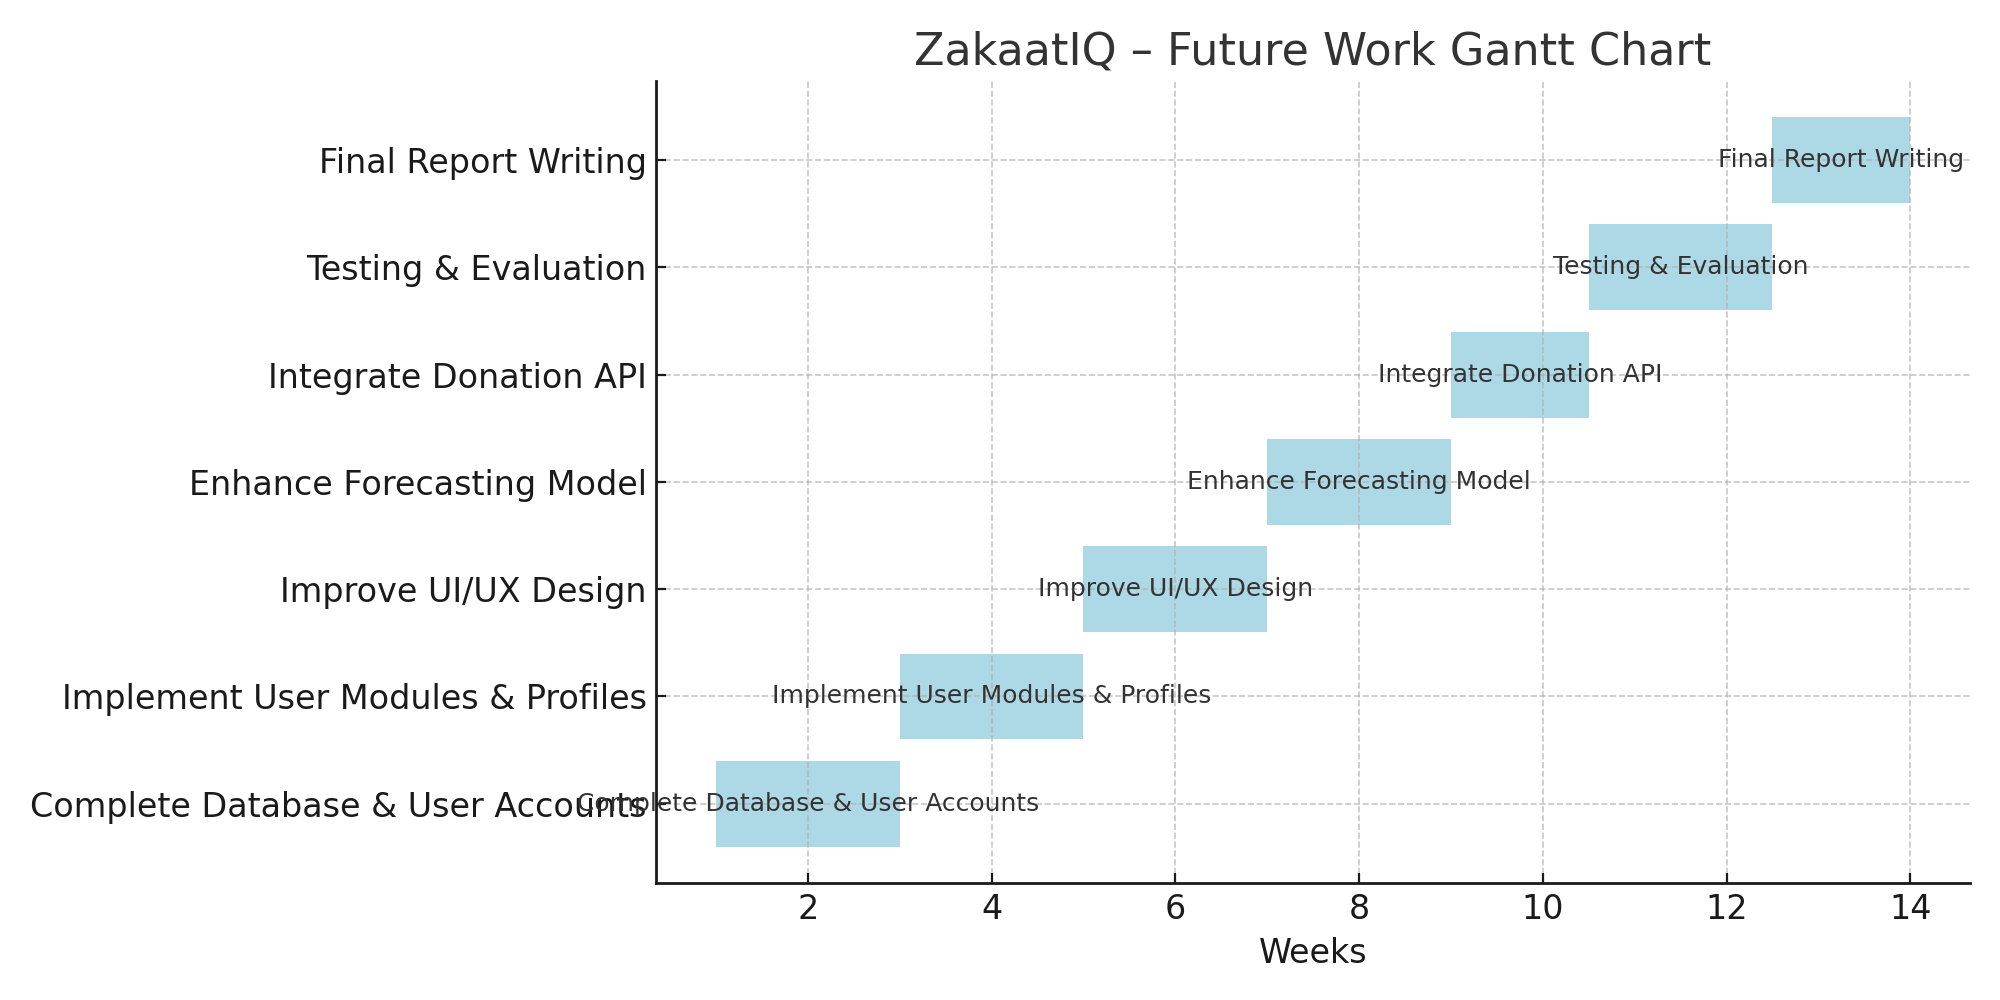 ZakaatIQ – Future Work Gantt Chart
Final Report Writing
Final Report Writing
Testing & Evaluation
Testing & Evaluation
Integrate Donation API
Integrate Donation API
Enhance Forecasting Model
Enhance Forecasting Model
Improve UI/UX Design
Improve UI/UX Design
Implement User Modules & Profiles
Implement User Modules & Profiles
Complete Database & User Accounts
Complete Database & User Accounts
2 4 6 8 10 12 14
Weeks